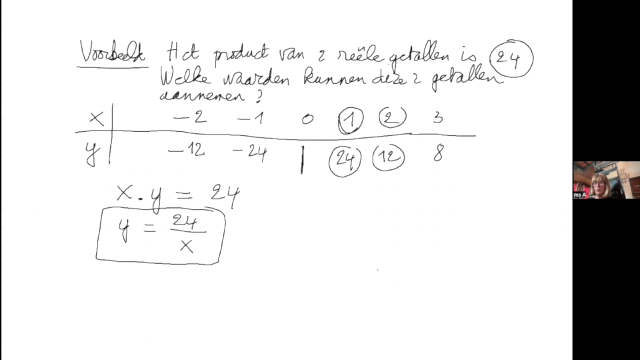 Voorbeeld Het product van 2 reële getallen is 24
Welke waarden kunnen deze 2 getallen
aannemen ?
x | -2 -1 0 1 2 3
y | -12 -24 | 24 12 8
x . y = 24
y = 24/x